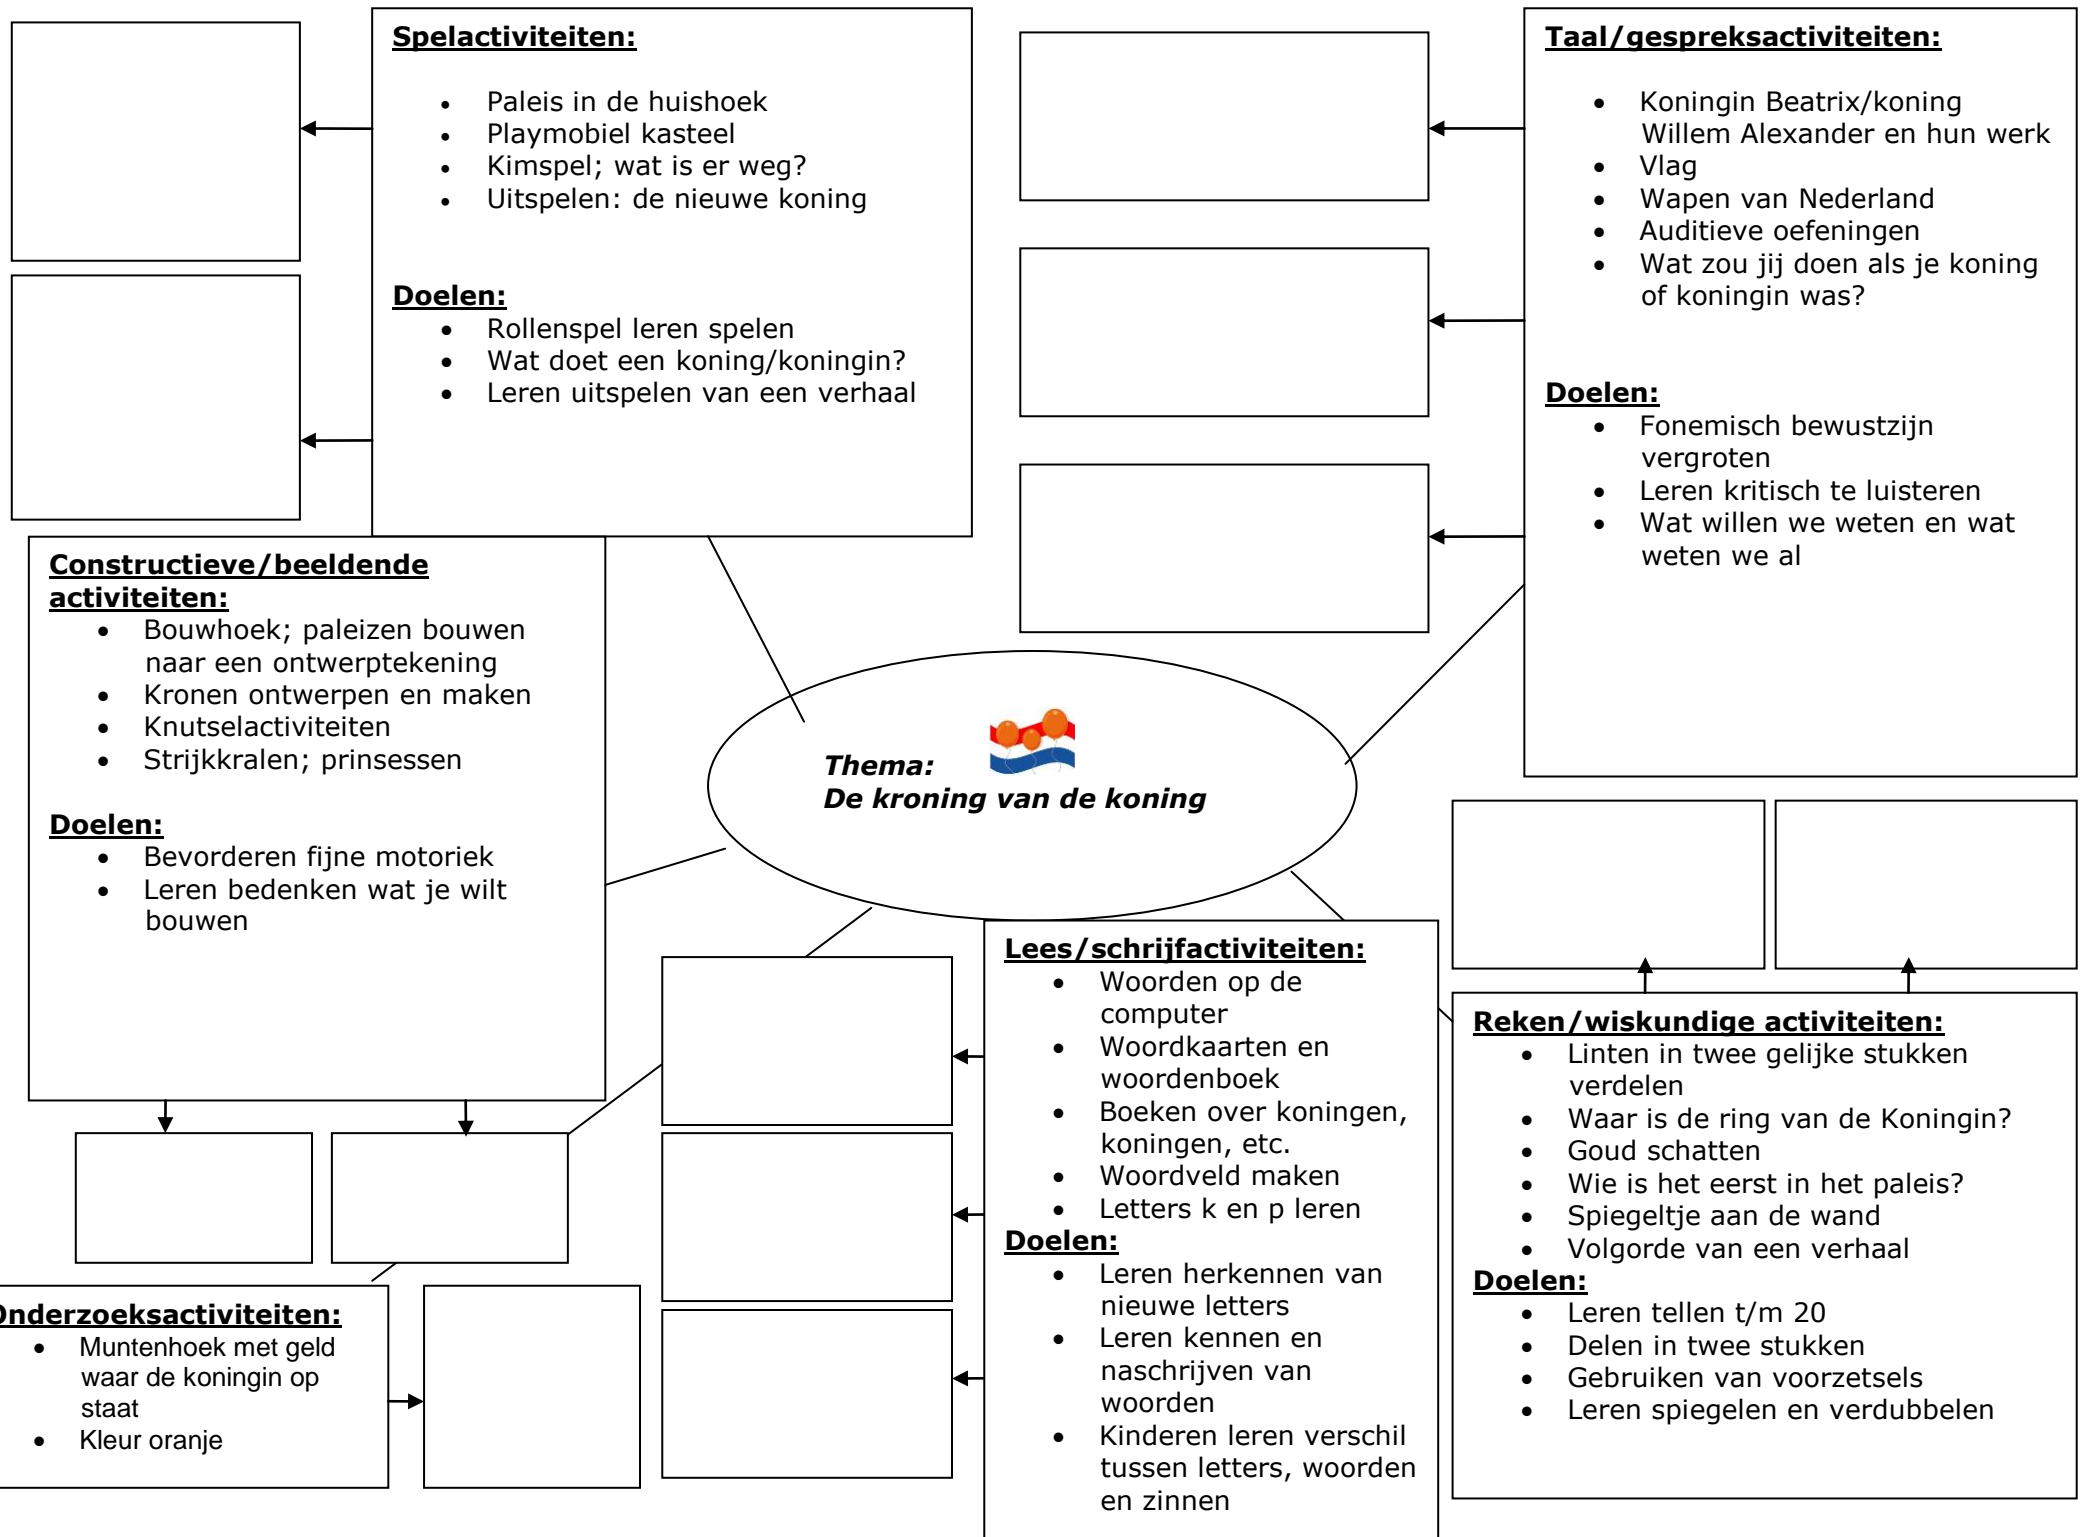 Spelactiviteiten:
• Paleis in de huishoek
• Playmobiel kasteel
• Kimspel; wat is er weg?
• Uitspelen: de nieuwe koning
Doelen:
• Rollenspel leren spelen
• Wat doet een koning/koningin?
• Leren uitspelen van een verhaal
Taal/gespreksactiviteiten:
• Koningin Beatrix/koning
Willem Alexander en hun werk
• Vlag
• Wapen van Nederland
• Auditieve oefeningen
• Wat zou jij doen als je koning
of koningin was?
Doelen:
• Fonemisch bewustzijn
vergroten
• Leren kritisch te luisteren
• Wat willen we weten en wat
weten we al
Constructieve/beeldende
activiteiten:
• Bouwhoek; paleizen bouwen
naar een ontwerptekening
• Kronen ontwerpen en maken
• Knutselactiviteiten
• Strijkkralen; prinsessen
Doelen:
• Bevorderen fijne motoriek
• Leren bedenken wat je wilt
bouwen
Thema:
De kroning van de koning
Lees/schrijfactiviteiten:
• Woorden op de
computer
• Woordkaarten en
woordenboek
• Boeken over koningen,
koningen, etc.
• Woordveld maken
• Letters k en p leren
Doelen:
• Leren herkennen van
nieuwe letters
• Leren kennen en
naschrijven van
woorden
• Kinderen leren verschil
tussen letters, woorden
en zinnen
Reken/wiskundige activiteiten:
• Linten in twee gelijke stukken
verdelen
• Waar is de ring van de Koningin?
• Goud schatten
• Wie is het eerst in het paleis?
• Spiegeltje aan de wand
• Volgorde van een verhaal
Doelen:
• Leren tellen t/m 20
• Delen in twee stukken
• Gebruiken van voorzetsels
• Leren spiegelen en verdubbelen
Onderzoeksactiviteiten:
• Muntenhoek met geld
waar de koningin op
staat
• Kleur oranje